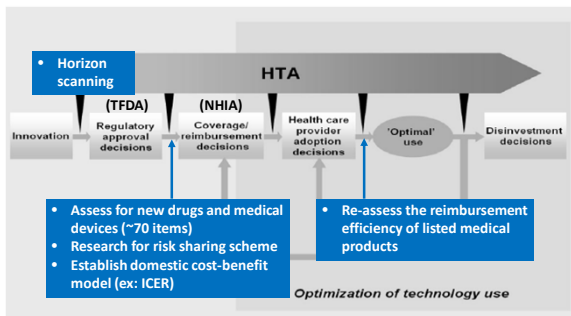 • Horizon
scanning
HTA
(TFDA)
(NHIA)
Innovation
Regulatory
approval
decisions
Coverage/
reimbursement
decisions
Health care
provider
adoption
decisions
'Optimal'
use
Disinvestment
decisions
• Assess for new drugs and medical
devices (~70 items)
• Research for risk sharing scheme
• Establish domestic cost-benefit
model (ex: ICER)
• Re-assess the reimbursement
efficiency of listed medical
products
Optimization of technology use